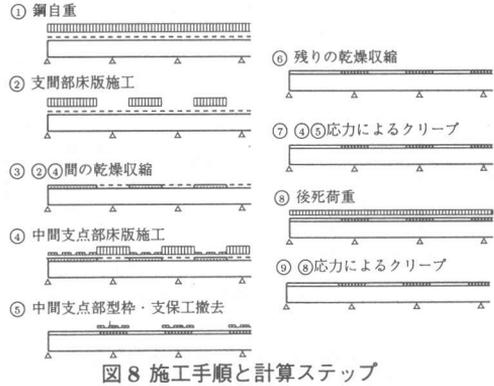 ① 鋼自重
② 支間部床版施工
③ ②④間の乾燥収縮
④ 中間支点部床版施工
⑤ 中間支点部型枠・支保工撤去
⑥ 残りの乾燥収縮
⑦ ④⑤応力によるクリープ
⑧ 後死荷重
⑨ ⑧応力によるクリープ
図8 施工手順と計算ステップ